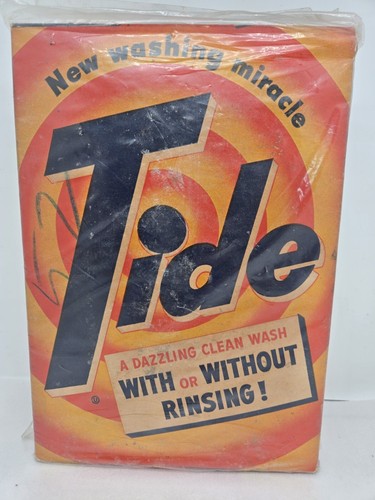 New washing miracle
Tide
A DAZZLING CLEAN WASH
WITH OR WITHOUT
RINSING!